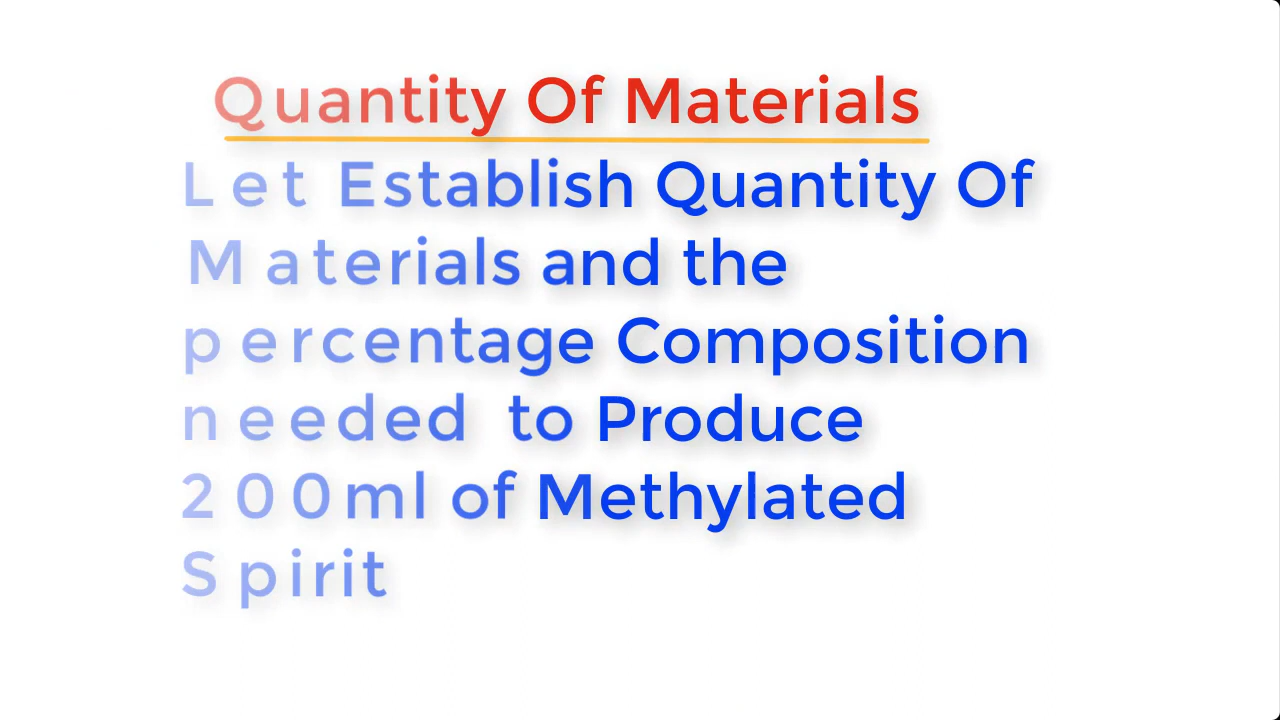 Quantity Of Materials
Let Establish Quantity Of
Materials and the
percentage Composition
needed to Produce
200ml of Methylated
Spirit